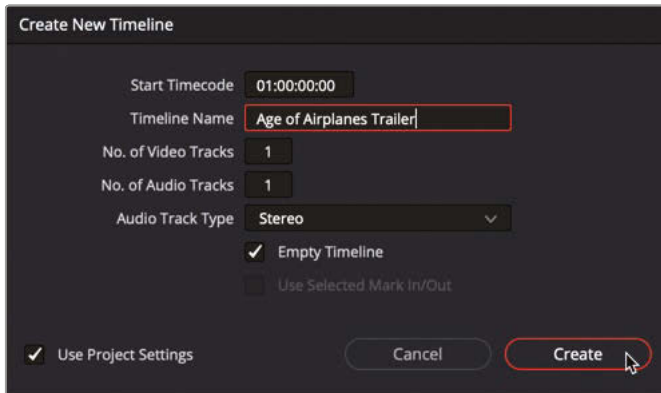 Create New Timeline
Start Timecode 01:00:00:00
Timeline Name Age of Airplanes Trailer
No. of Video Tracks 1
No. of Audio Tracks 1
Audio Track Type Stereo
Empty Timeline
Use Selected Mark In/Out
Use Project Settings Cancel Create